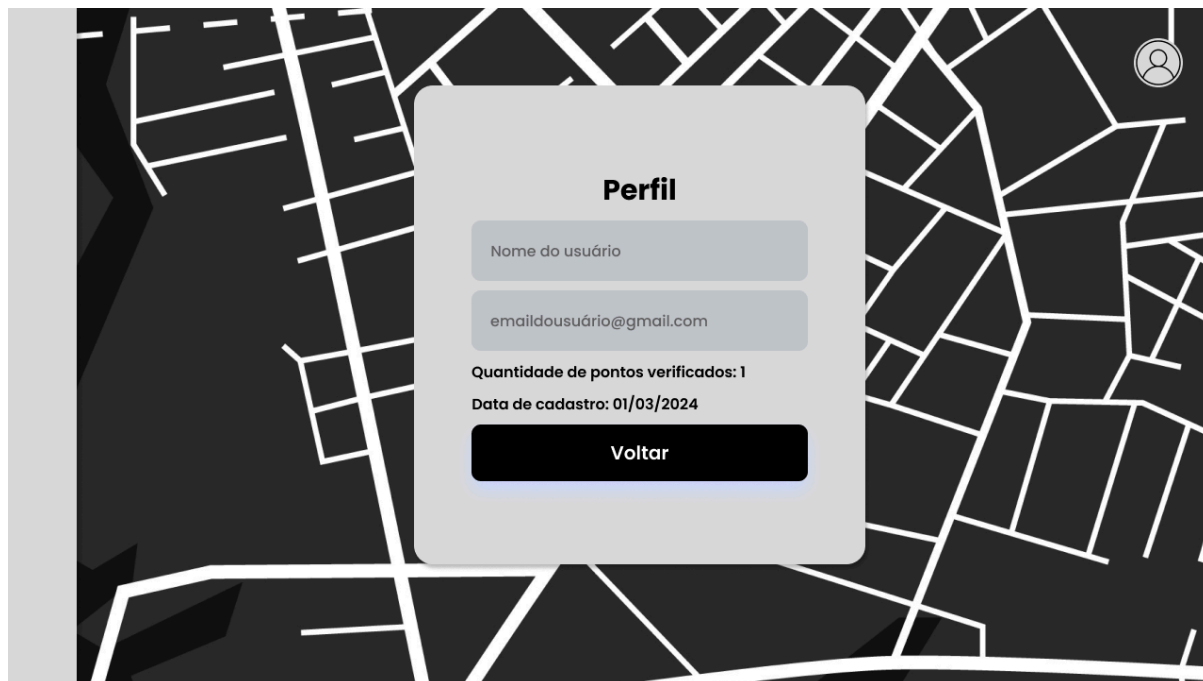 Perfil
Nome do usuário
emaildousuário@gmail.com
Quantidade de pontos verificados: 1
Data de cadastro: 01/03/2024
Voltar